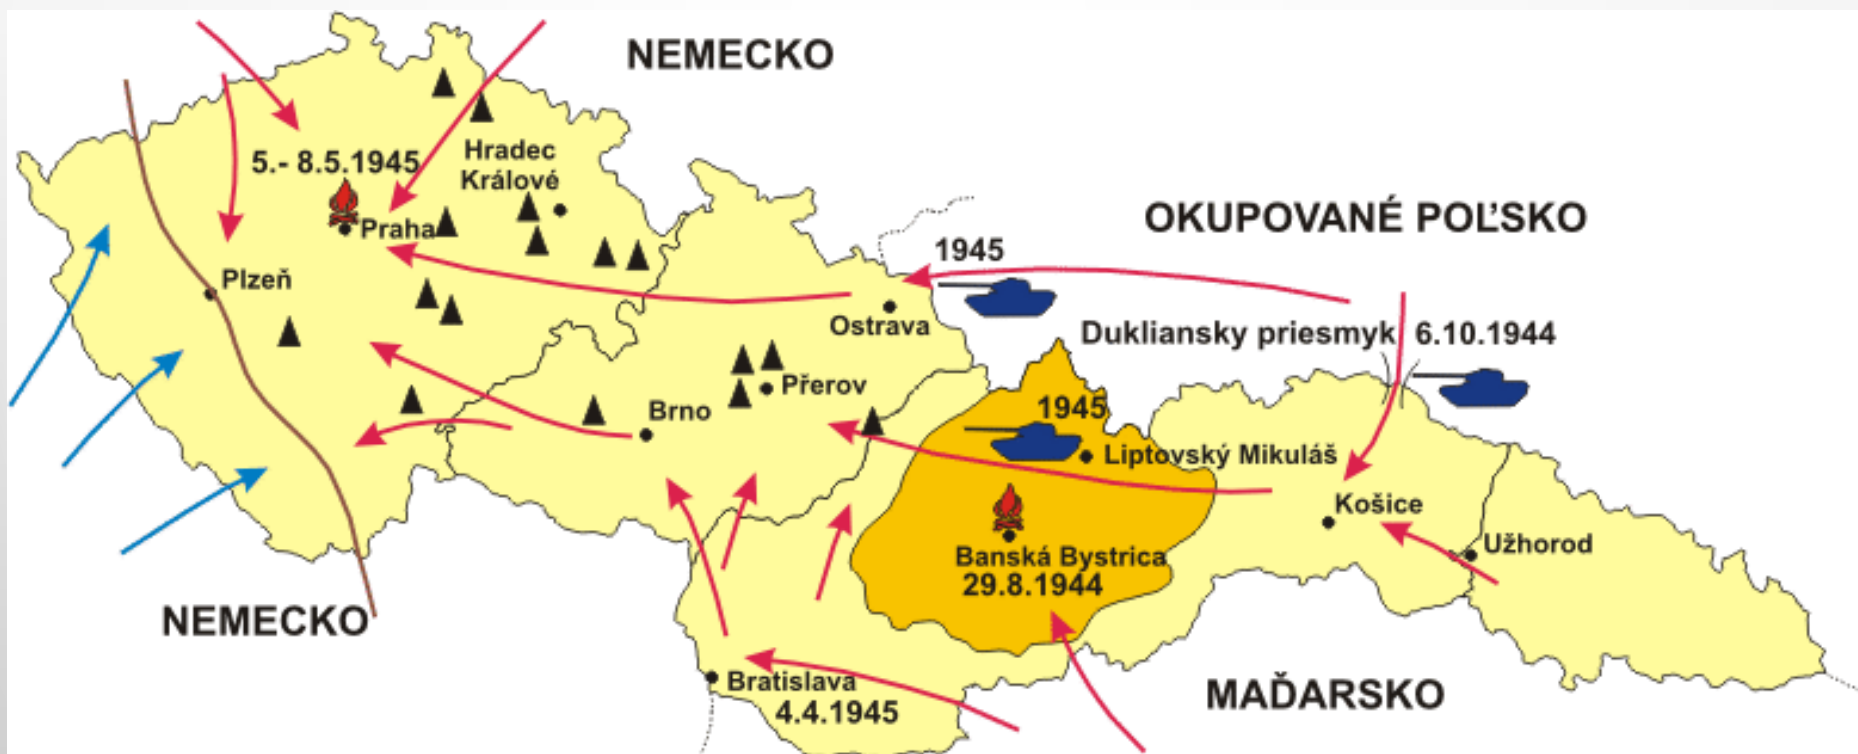 NEMECKO
5.- 8.5.1945
Hradec
Králové
Praha
OKUPOVANÉ POĽSKO
1945
Plzeň
Ostrava
Dukliansky priesmyk
6.10.1944
Přerov
Brno
1945
Liptovský Mikuláš
Košice
Užhorod
Banská Bystrica
29.8.1944
NEMECKO
Bratislava
4.4.1945
MAĎARSKO